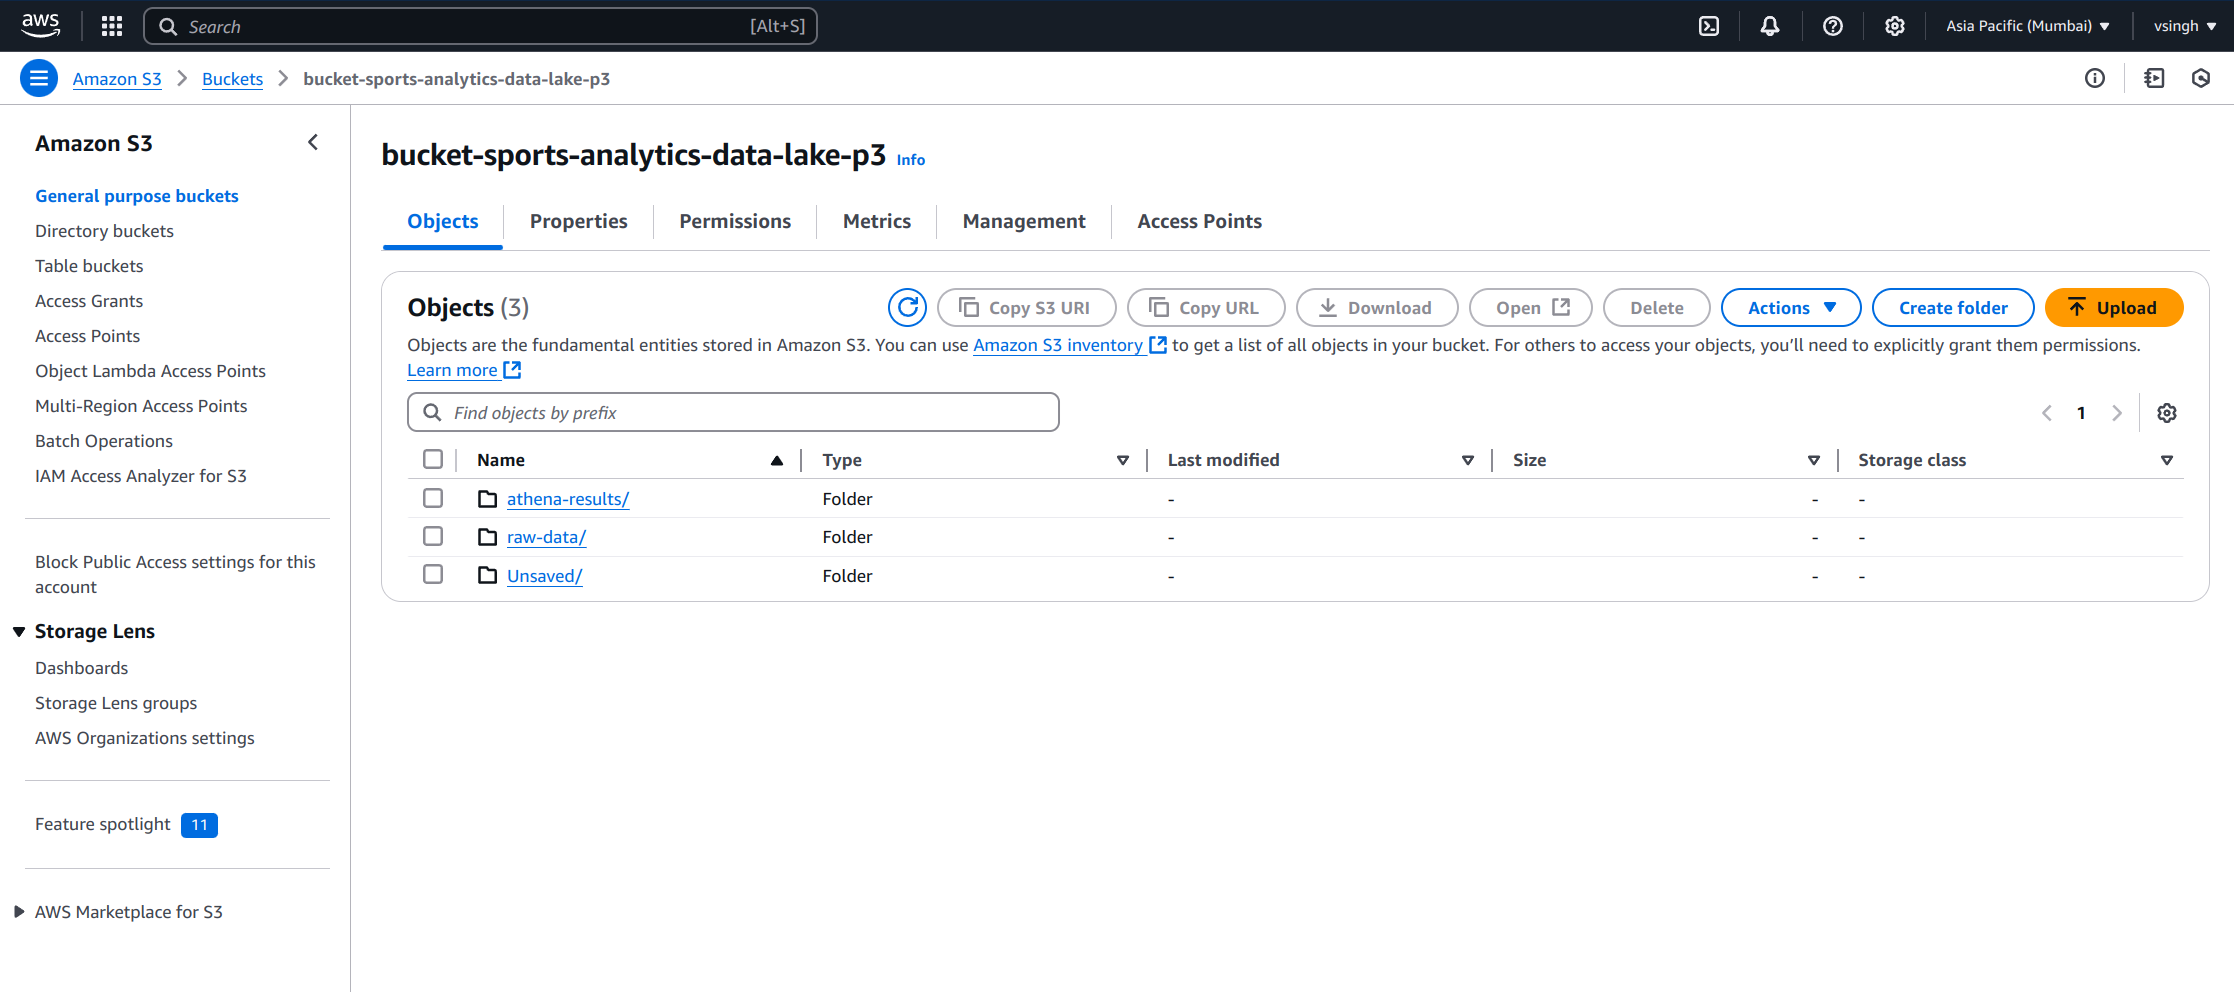 aws Search [Alt+S] Asia Pacific (Mumbai) vsingh
Amazon S3 Buckets bucket-sports-analytics-data-lake-p3
Amazon S3
General purpose buckets
Directory buckets
Table buckets
Access Grants
Access Points
Object Lambda Access Points
Multi-Region Access Points
Batch Operations
IAM Access Analyzer for S3
Block Public Access settings for this
account
Storage Lens
Dashboards
Storage Lens groups
AWS Organizations settings
Feature spotlight 11
AWS Marketplace for S3
bucket-sports-analytics-data-lake-p3 Info
Objects Properties Permissions Metrics Management Access Points
Objects (3) Copy S3 URI Copy URL Download Open Delete Actions Create folder Upload
Objects are the fundamental entities stored in Amazon S3. You can use Amazon S3 inventory to get a list of all objects in your bucket. For others to access your objects, you’ll need to explicitly grant them permissions.
Learn more
Find objects by prefix 1
Name Type Last modified Size Storage class
athena-results/ Folder - - -
raw-data/ Folder - - -
Unsaved/ Folder - - -